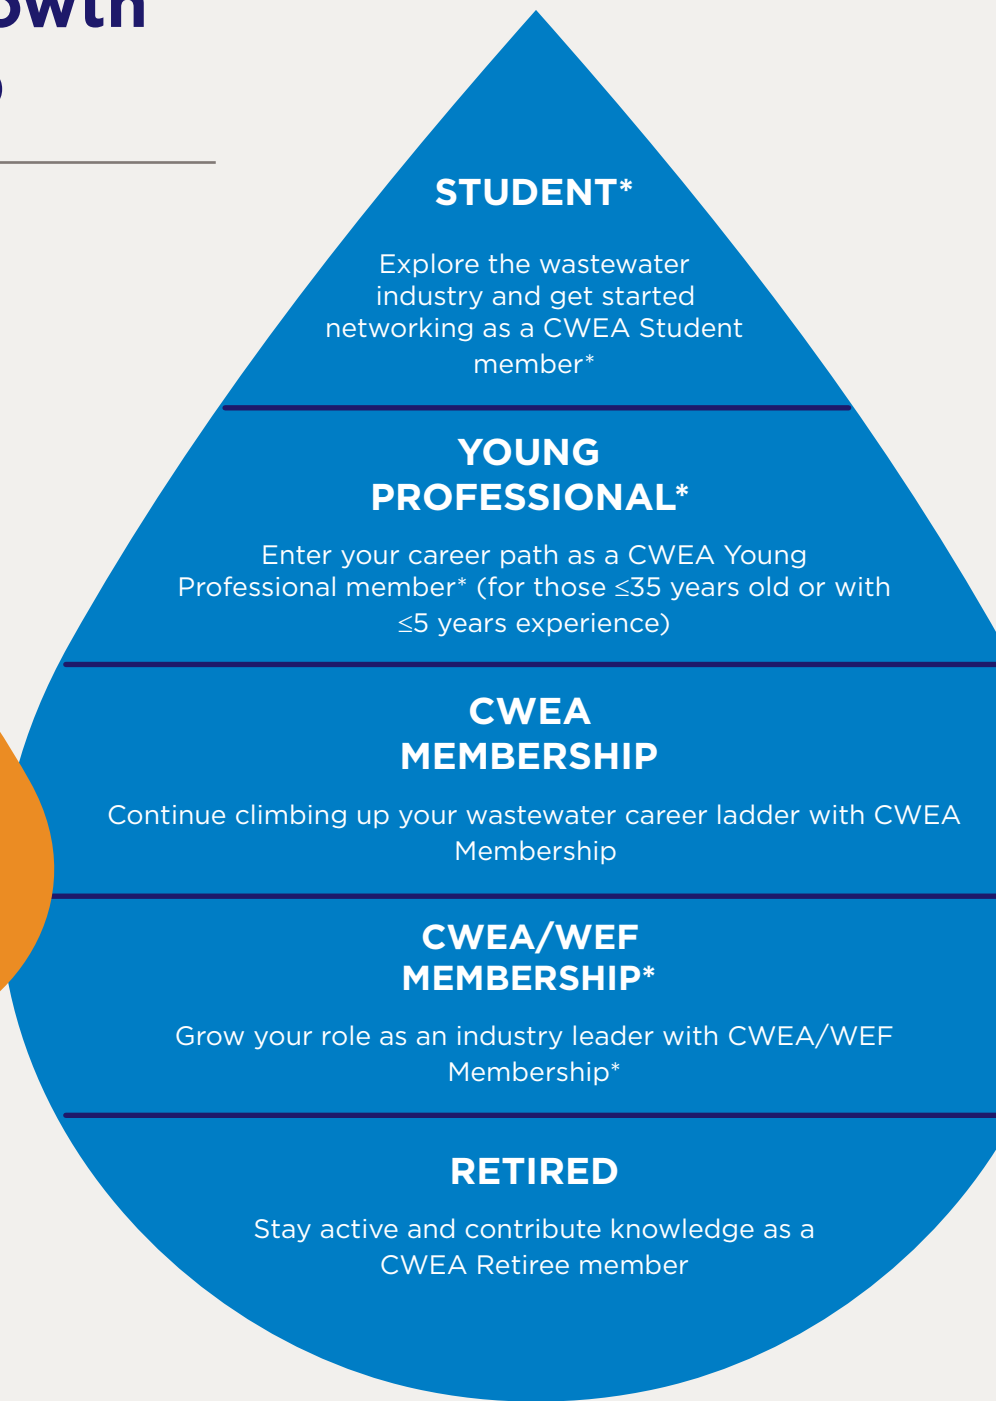 STUDENT*
Explore the wastewater
industry and get started
networking as a CWEA Student
member*
YOUNG
PROFESSIONAL*
Enter your career path as a CWEA Young
Professional member* (for those ≤35 years old or with
≤5 years experience)
CWEA
MEMBERSHIP
Continue climbing up your wastewater career ladder with CWEA
Membership
CWEA/WEF
MEMBERSHIP*
Grow your role as an industry leader with CWEA/WEF
Membership*
RETIRED
Stay active and contribute knowledge as a
CWEA Retiree member